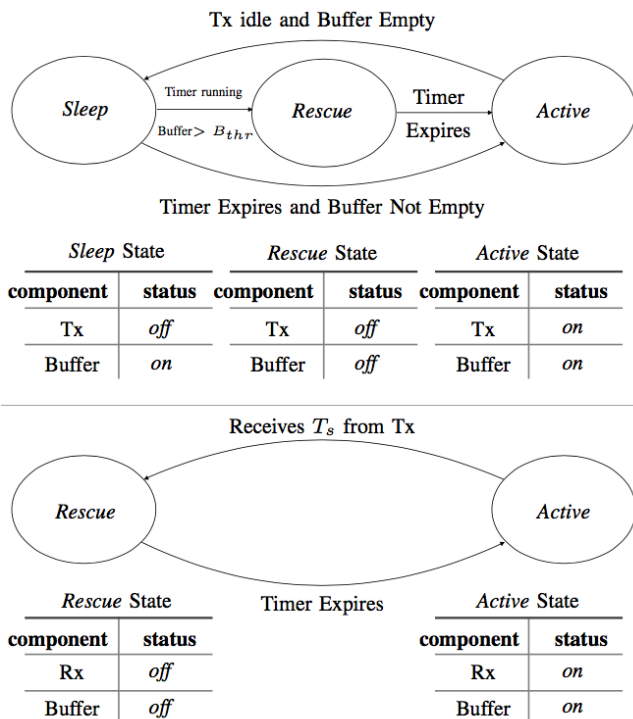 Tx idle and Buffer Empty
Sleep
Timer running
Buffer> B_thr
Rescue
Timer
Expires
Active
Timer Expires and Buffer Not Empty
Sleep State
component status
Tx off
Buffer on
Rescue State
component status
Tx off
Buffer off
Active State
component status
Tx on
Buffer on
Receives T_s from Tx
Rescue
Active
Timer Expires
Rescue State
component status
Rx off
Buffer off
Active State
component status
Rx on
Buffer on